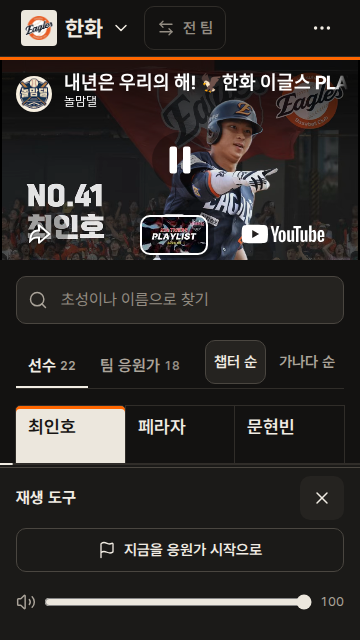 Eagles
한화
전 팀
내년은 우리의 해! 🦅 한화 이글스 PLA
놀맘댈
놀맘댈
Eagles
NO.41
최인호
PLAYLIST
YouTube
초성이나 이름으로 찾기
선수 22
팀 응원가 18
챕터 순
가나다 순
최인호
페라자
문현빈
재생 도구
지금을 응원가 시작으로
100